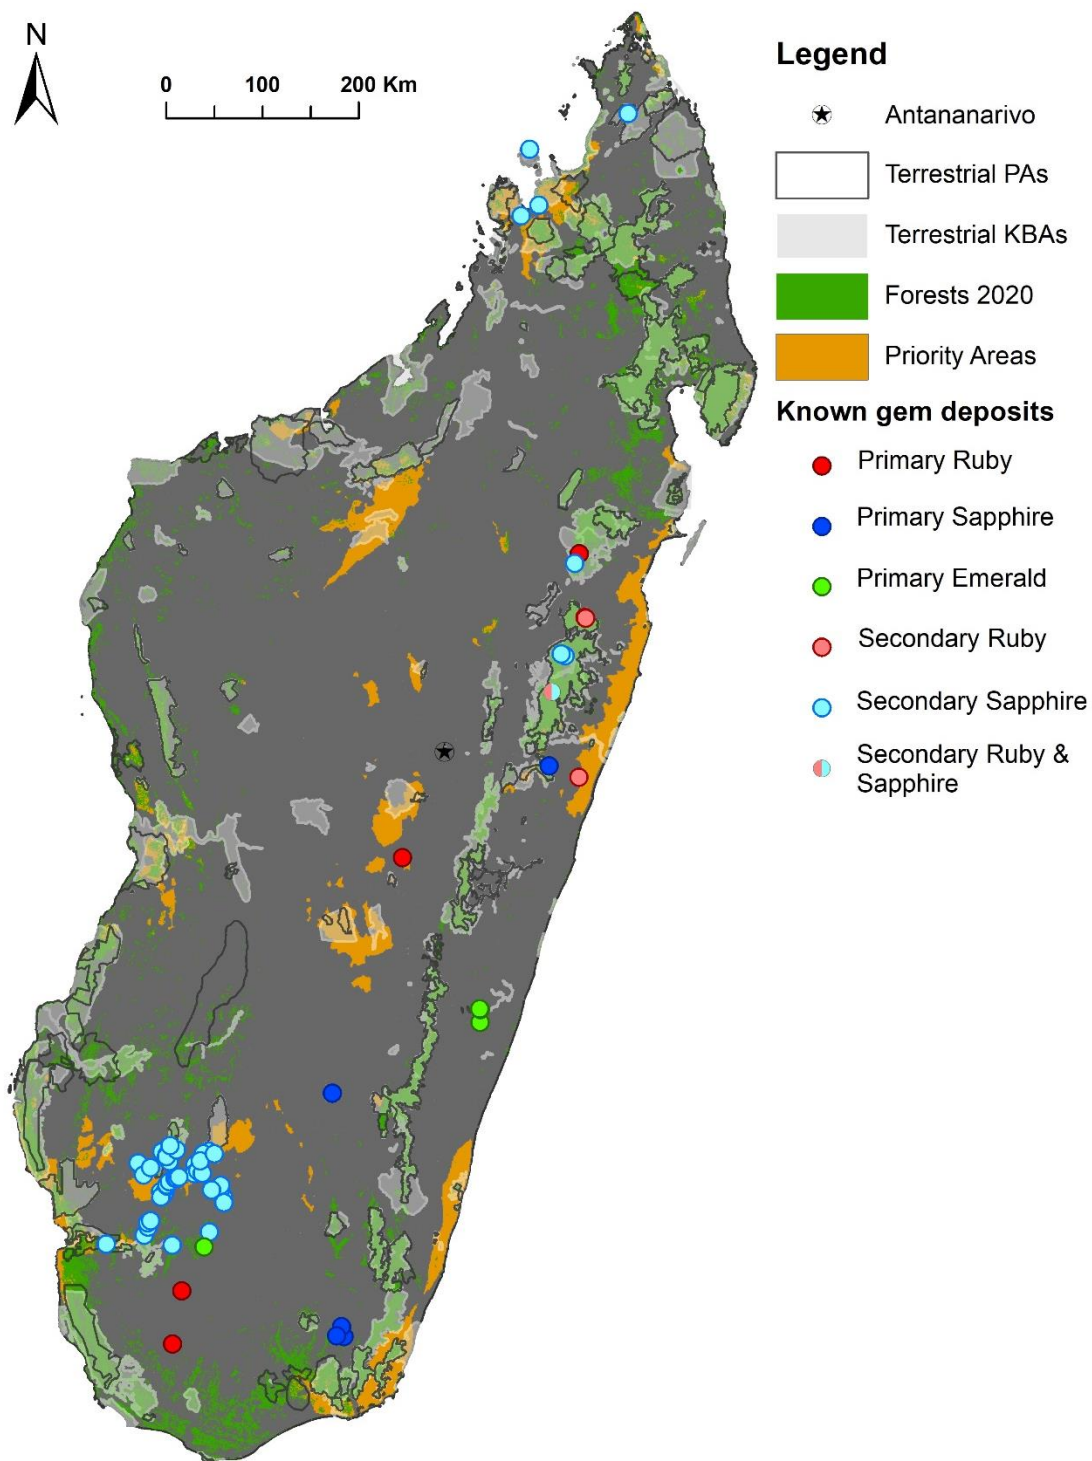 N
0 100 200 Km
Legend
Antananarivo
Terrestrial PAs
Terrestrial KBAs
Forests 2020
Priority Areas
Known gem deposits
Primary Ruby
Primary Sapphire
Primary Emerald
Secondary Ruby
Secondary Sapphire
Secondary Ruby &
Sapphire